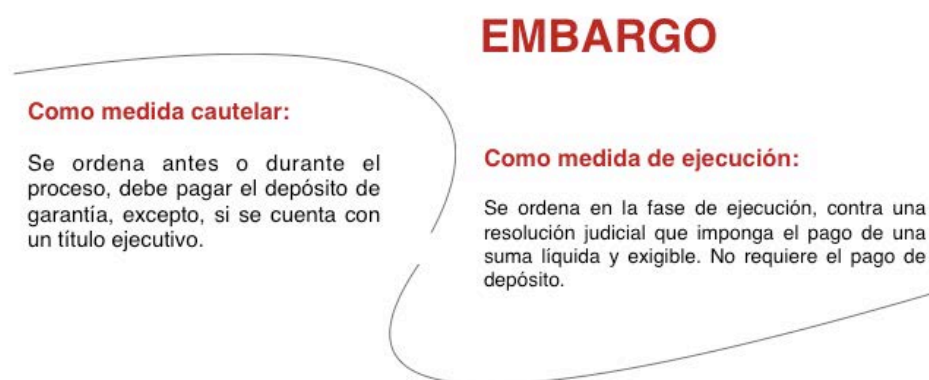 EMBARGO
Como medida cautelar:
Se ordena antes o durante el
proceso, debe pagar el depósito de
garantía, excepto, si se cuenta con
un título ejecutivo.
Como medida de ejecución:
Se ordena en la fase de ejecución, contra una
resolución judicial que imponga el pago de una
suma líquida y exigible. No requiere el pago de
depósito.